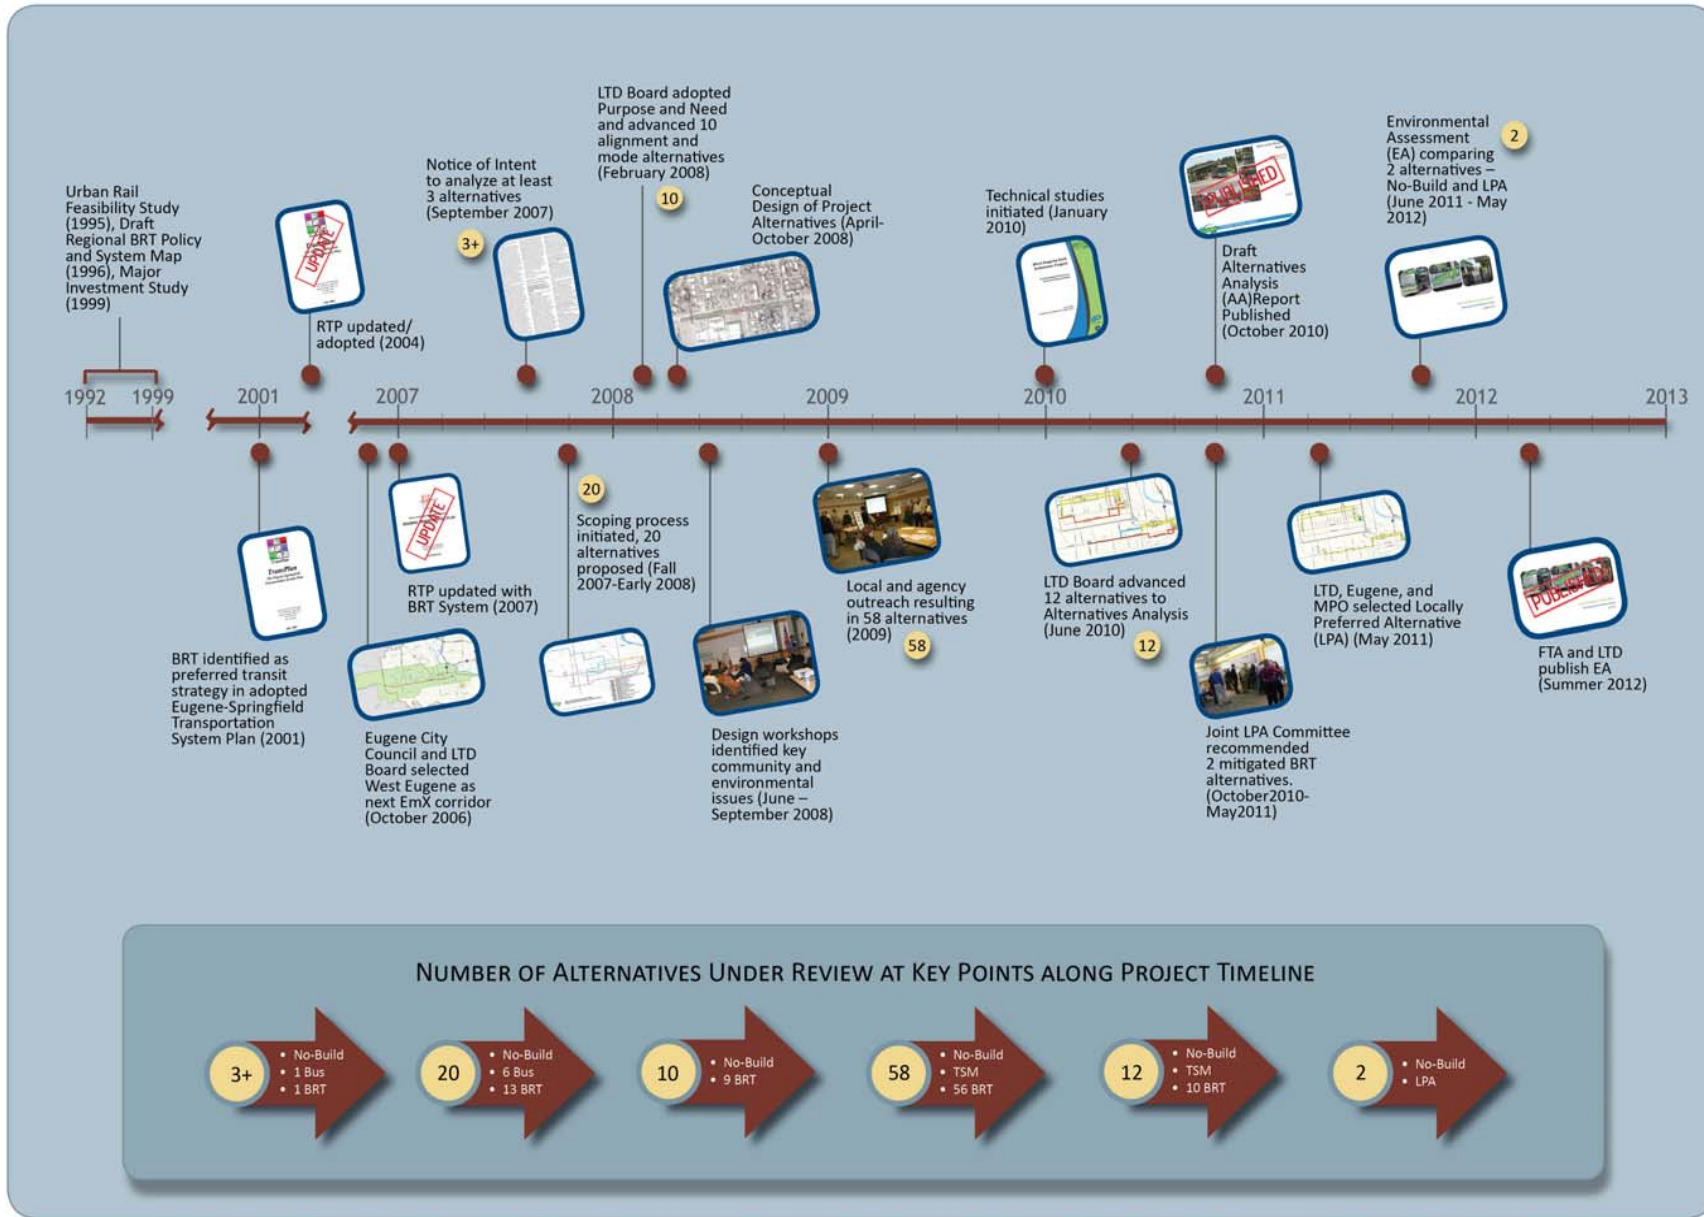 Urban Rail
Feasibility Study
(1995), Draft
Regional BRT Policy
and System Map
(1996), Major
Investment Study
(1999)
UPDATE
RTP updated/
adopted (2004)
Notice of Intent
to analyze at least
3 alternatives
(September 2007)
3+
LTD Board adopted
Purpose and Need
and advanced 10
alignment and
mode alternatives
(February 2008)
10
Conceptual
Design of Project
Alternatives (April-
October 2008)
Technical studies
initiated (January
2010)
PUBLISHED
Draft
Alternatives
Analysis
(AA)Report
Published
(October 2010)
Environmental
Assessment
(EA) comparing
2 alternatives –
No-Build and LPA
(June 2011 - May
2012)
2
1992
1999
2001
2007
2008
2009
2010
2011
2012
2013
TransPlan
BRT identified as
preferred transit
strategy in adopted
Eugene-Springfield
Transportation
System Plan (2001)
UPDATE
RTP updated with
BRT System (2007)
Eugene City
Council and LTD
Board selected
West Eugene as
next EmX corridor
(October 2006)
20
Scoping process
initiated, 20
alternatives
proposed (Fall
2007-Early 2008)
Design workshops
identified key
community and
environmental
issues (June –
September 2008)
Local and agency
outreach resulting
in 58 alternatives
(2009)
58
LTD Board advanced
12 alternatives to
Alternatives Analysis
(June 2010)
12
Joint LPA Committee
recommended
2 mitigated BRT
alternatives.
(October2010-
May2011)
LTD, Eugene, and
MPO selected Locally
Preferred Alternative
(LPA) (May 2011)
PUBLISHED
FTA and LTD
publish EA
(Summer 2012)
NUMBER OF ALTERNATIVES UNDER REVIEW AT KEY POINTS ALONG PROJECT TIMELINE
3+
• No-Build
• 1 Bus
• 1 BRT
20
• No-Build
• 6 Bus
• 13 BRT
10
• No-Build
• 9 BRT
58
• No-Build
• TSM
• 56 BRT
12
• No-Build
• TSM
• 10 BRT
2
• No-Build
• LPA